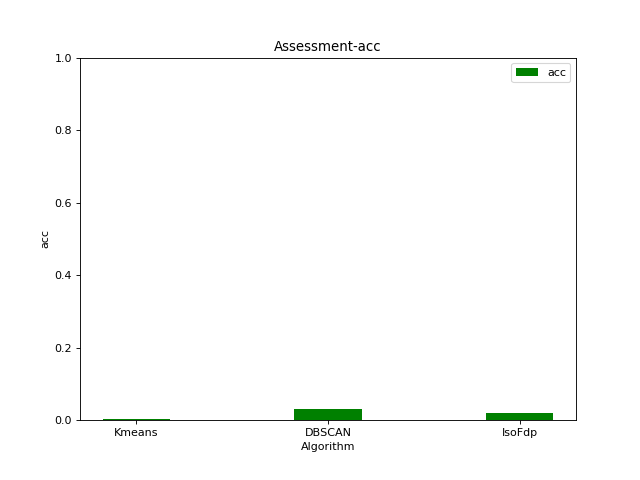 Assessment-acc
acc
1.0
0.8
0.6
0.4
0.2
0.0
acc
Kmeans
DBSCAN
IsoFdp
Algorithm